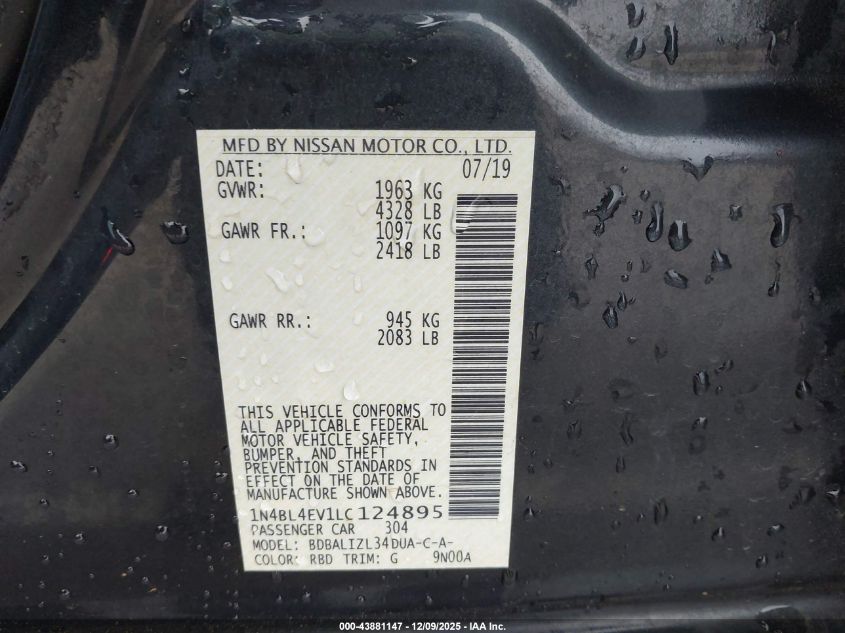 MFD BY NISSAN MOTOR CO., LTD.
DATE: 07/19
GVWR: 1963 KG
4328 LB
GAWR FR.: 1097 KG
2418 LB
GAWR RR.: 945 KG
2083 LB
THIS VEHICLE CONFORMS TO
ALL APPLICABLE FEDERAL
MOTOR VEHICLE SAFETY,
BUMPER, AND THEFT
PREVENTION STANDARDS IN
EFFECT ON THE DATE OF
MANUFACTURE SHOWN ABOVE.
1N4BL4EV1LC124895
PASSENGER CAR 304
MODEL: BDBALIZL34DUA-C-A-
COLOR: RBD TRIM: G 9N00A
000-43881147 - 12/09/2025 - IAA Inc.